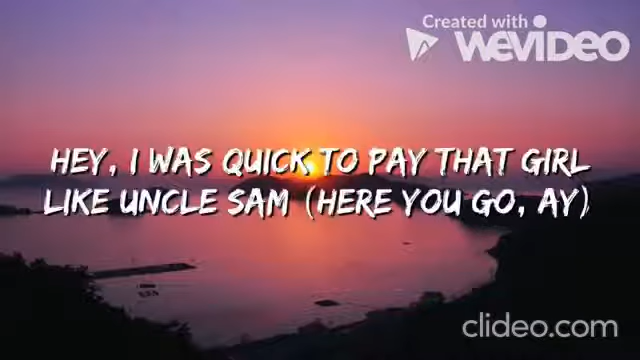 Created with
WEVIDEO
HEY, I WAS QUICK TO PAY THAT GIRL
LIKE UNCLE SAM (HERE YOU GO, AY)
clideo.com